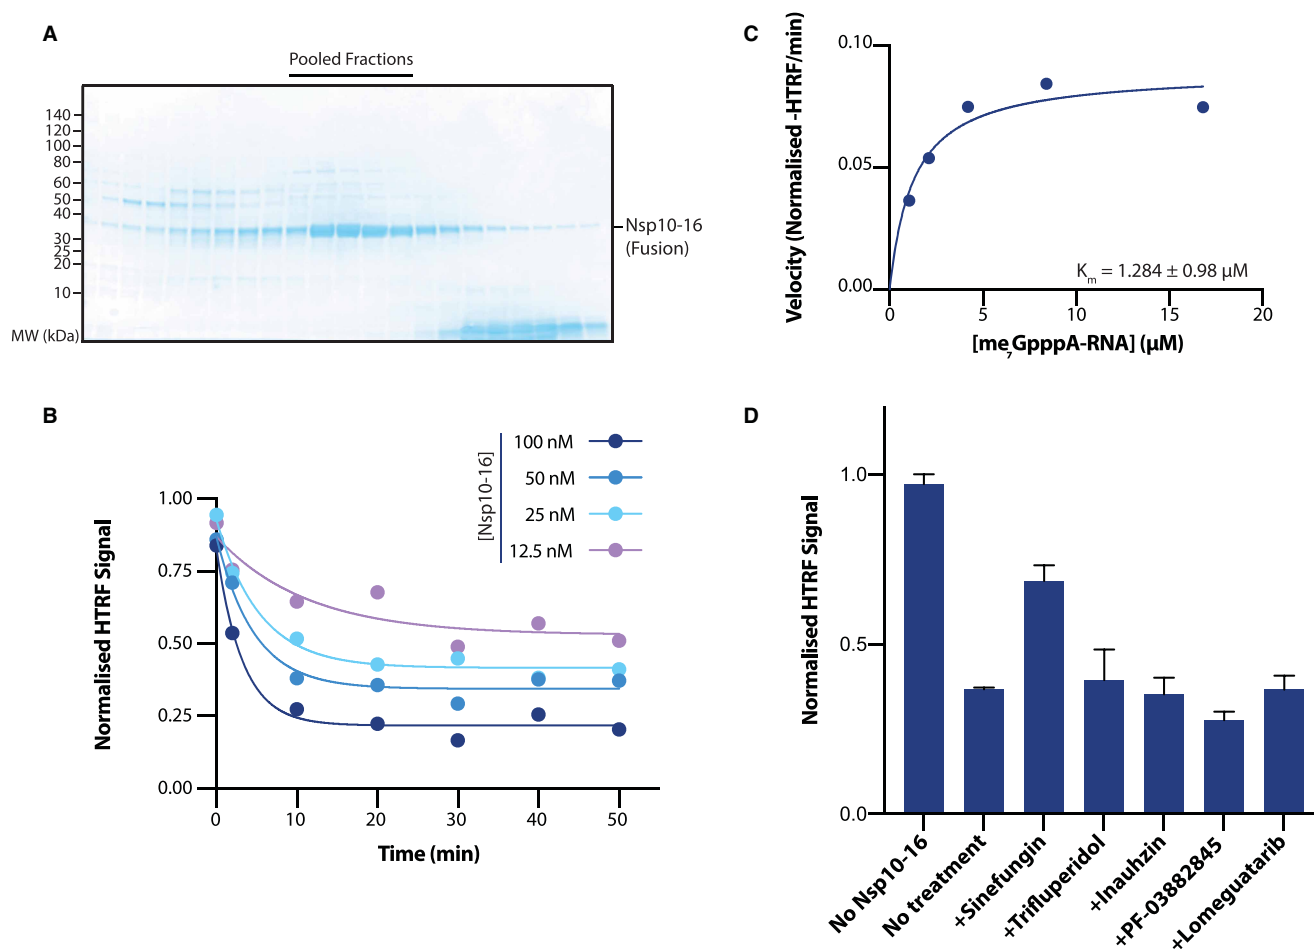 A
Pooled Fractions
140
120
100
80
60
50
40
30
25
20
10
MW (kDa)
Nsp10-16
(Fusion)
B
[Nsp10-16]
100 nM
50 nM
25 nM
12.5 nM
Normalised HTRF Signal
1.00
0.75
0.50
0.25
0.00
0 10 20 30 40 50
Time (min)
C
Velocity (Normalised -HTRF/min)
0.10
0.05
0.00
Km = 1.284 ± 0.98 µM
0 5 10 15 20
[me7GpppA-RNA] (µM)
D
Normalised HTRF Signal
1.0
0.5
0.0
No Nsp10-16
No treatment
+Sinefungin
+Trifluperidol
+Inauhzin
+PF-03882845
+Lomeguatarib